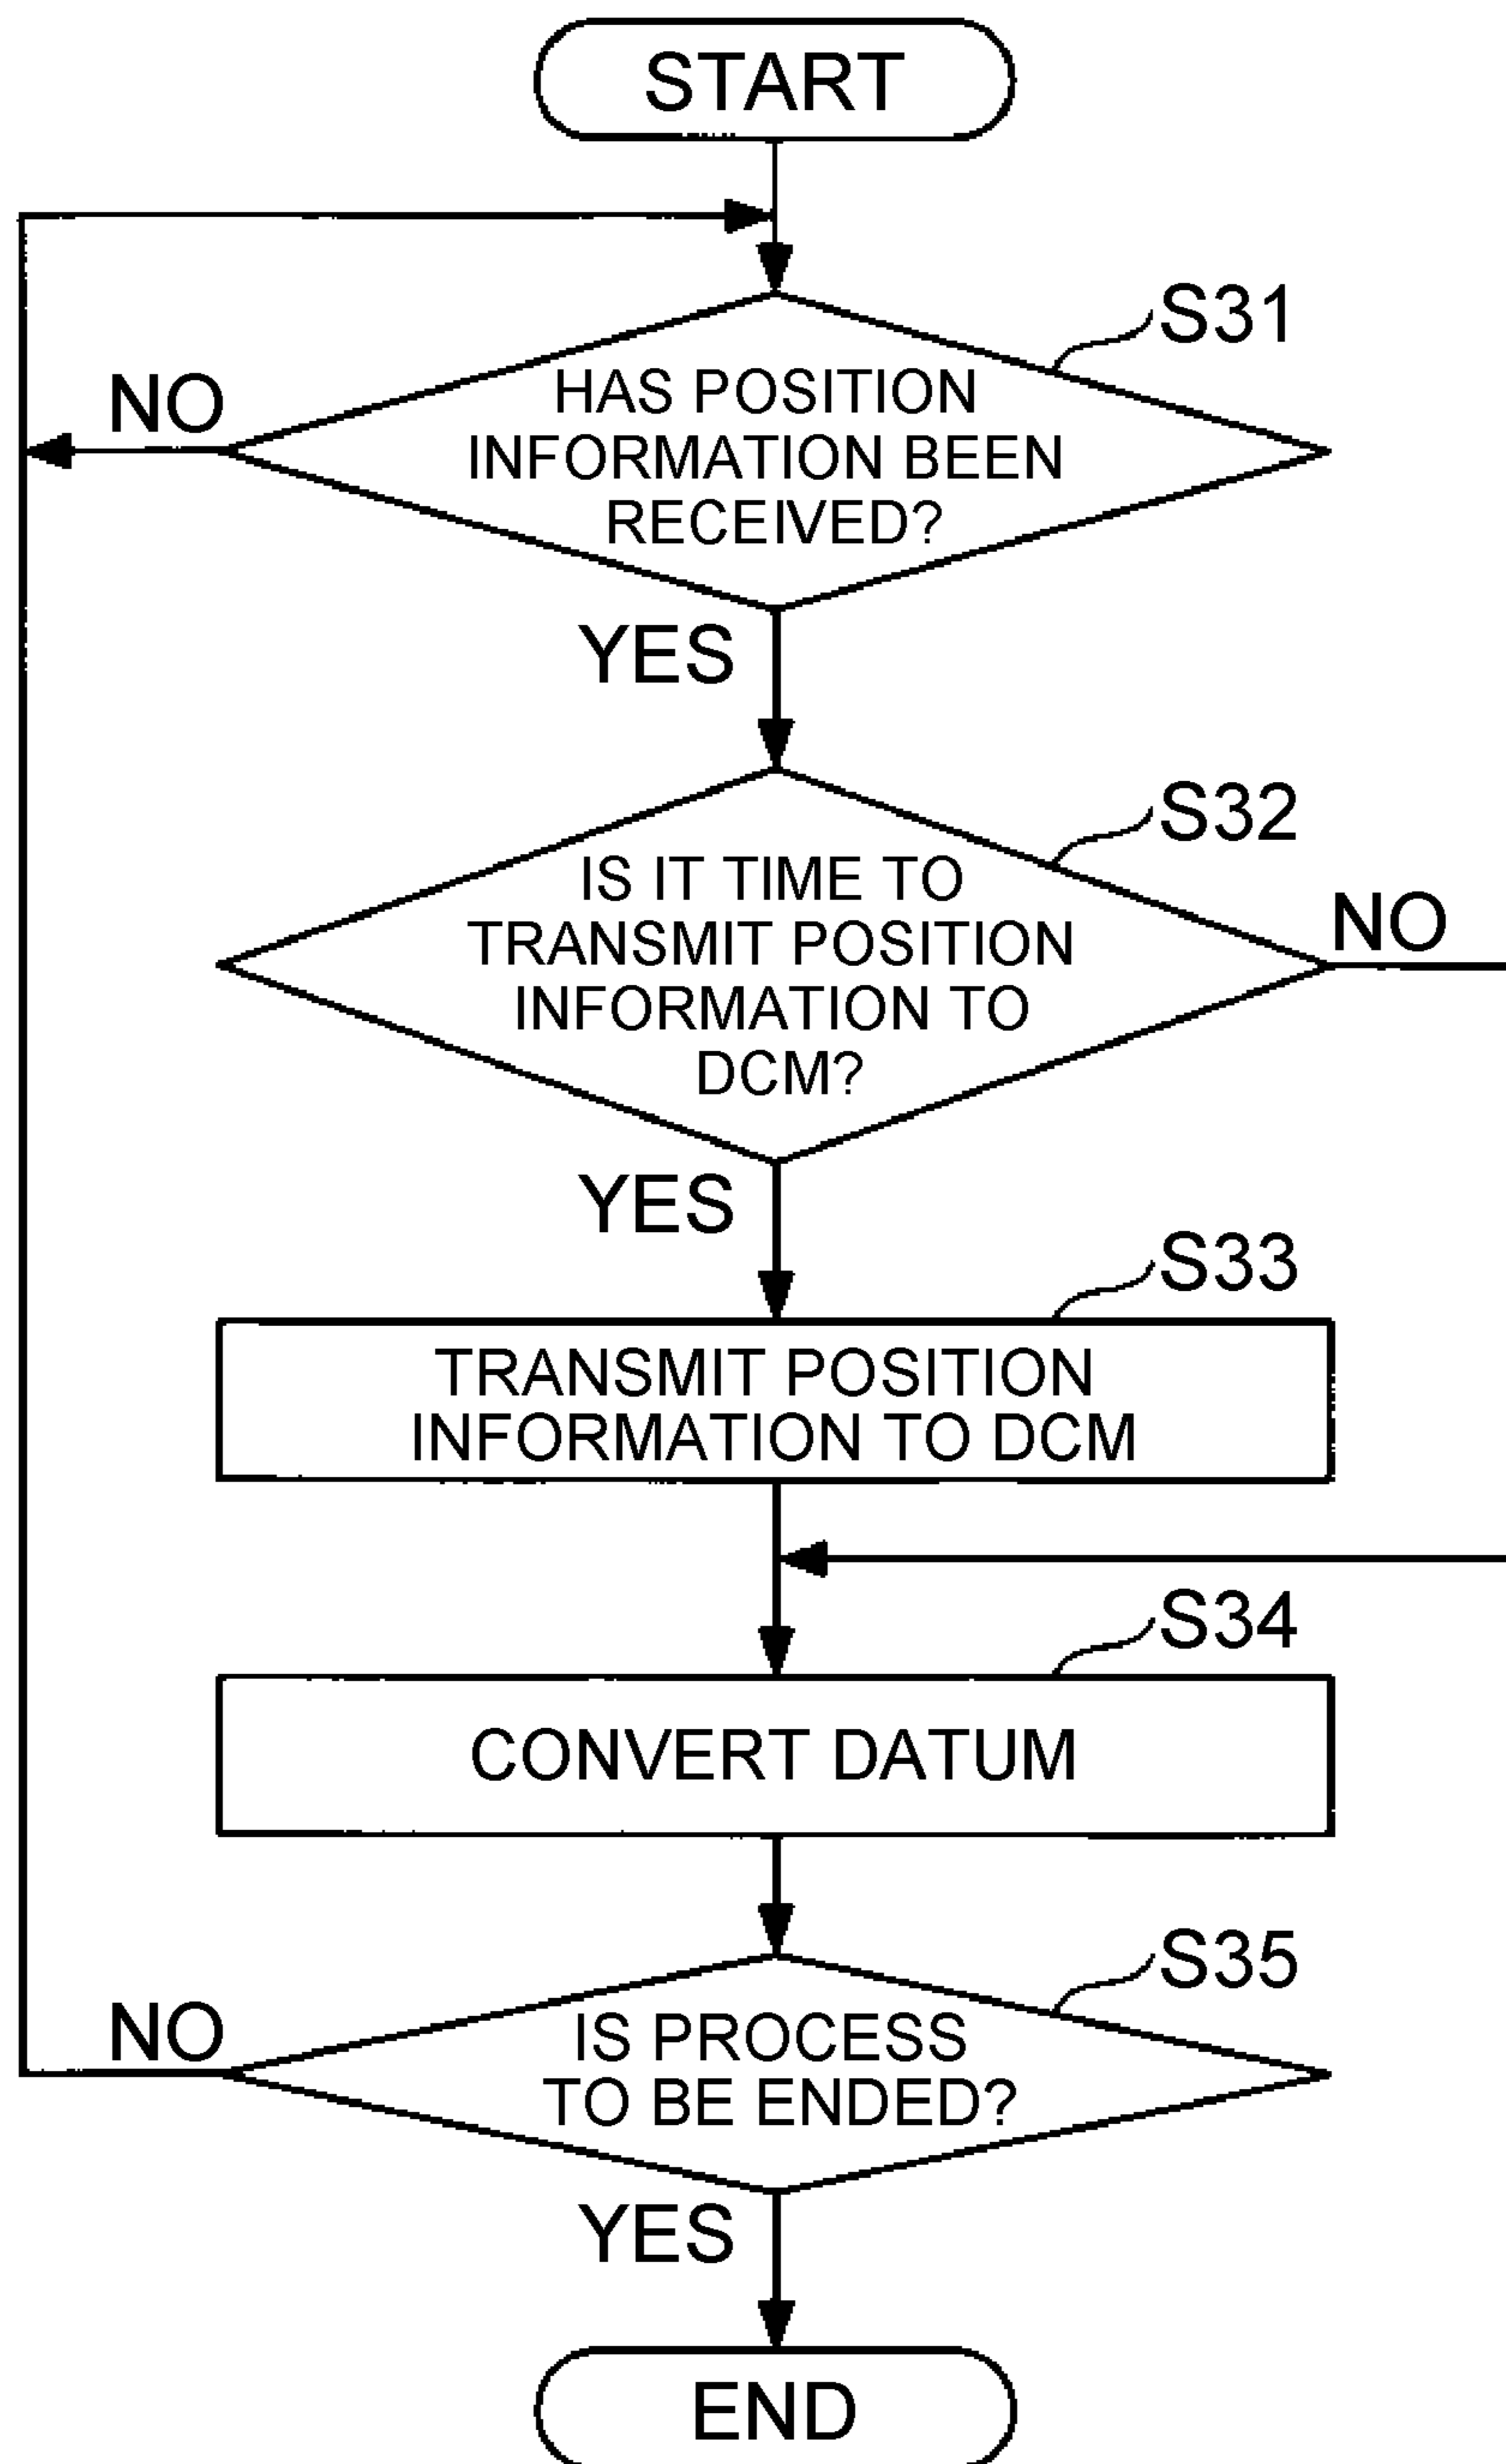 START
S31
HAS POSITION
INFORMATION BEEN
RECEIVED?
NO
YES
S32
IS IT TIME TO
TRANSMIT POSITION
INFORMATION TO
DCM?
NO
YES
S33
TRANSMIT POSITION
INFORMATION TO DCM
S34
CONVERT DATUM
S35
IS PROCESS
TO BE ENDED?
NO
YES
END